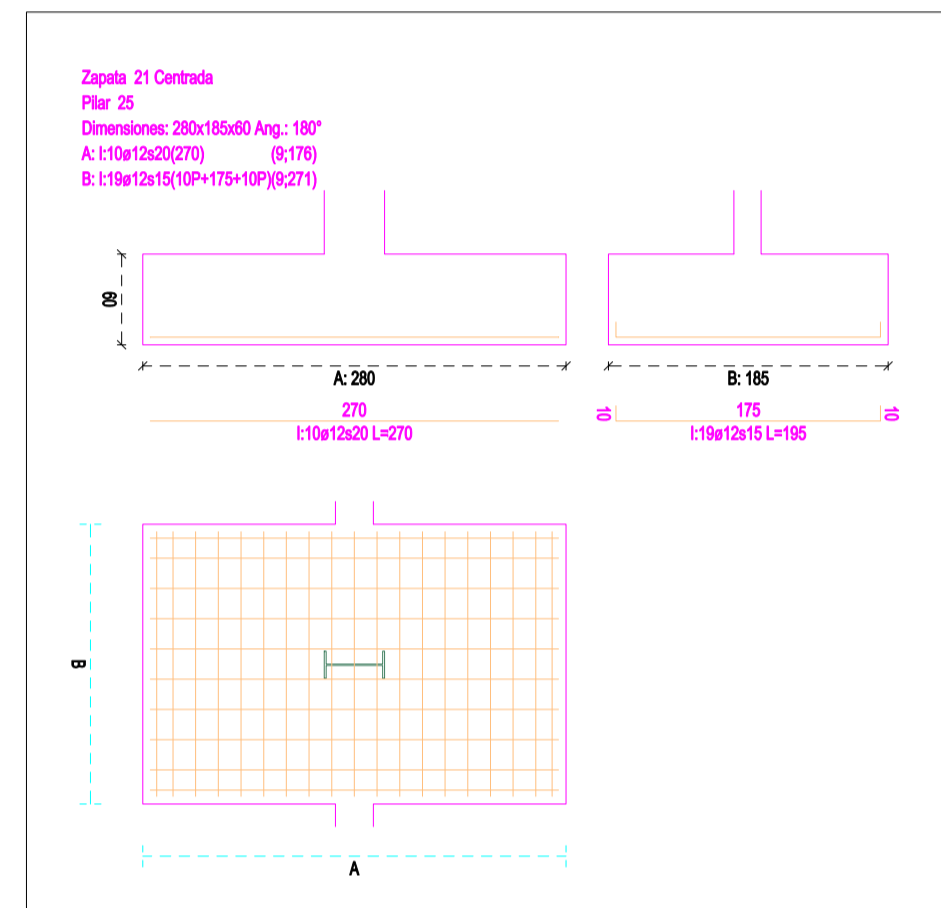 Zapata 21 Centrada
Pilar 25
Dimensiones: 280x185x60 Ang.: 180°
A: I:10ø12s20(270) (9;176)
B: I:19ø12s15(10P+175+10P)(9;271)
60
A: 280
B: 185
270
I:10ø12s20 L=270
10
175
10
I:19ø12s15 L=195
B
A